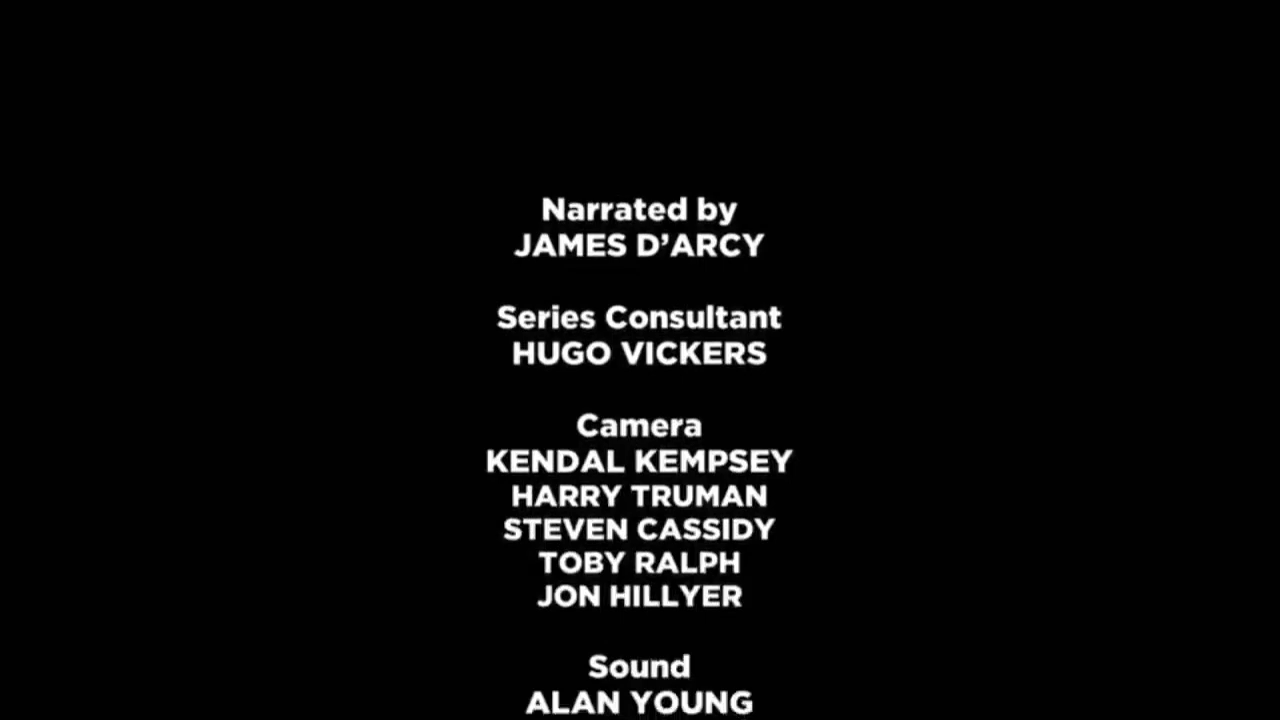 Narrated by
JAMES D’ARCY
Series Consultant
HUGO VICKERS
Camera
KENDAL KEMPSEY
HARRY TRUMAN
STEVEN CASSIDY
TOBY RALPH
JON HILLYER
Sound
ALAN YOUNG